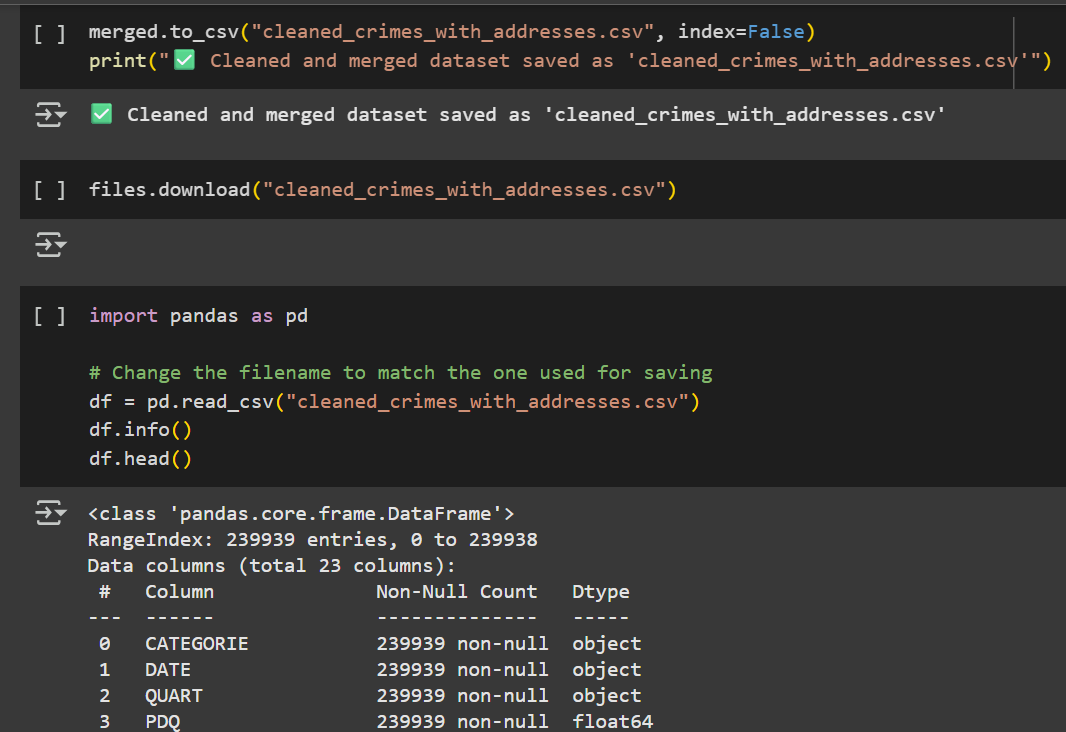 [ ] merged.to_csv("cleaned_crimes_with_addresses.csv", index=False)
print("✅ Cleaned and merged dataset saved as 'cleaned_crimes_with_addresses.csv'")
✅ Cleaned and merged dataset saved as 'cleaned_crimes_with_addresses.csv'
[ ] files.download("cleaned_crimes_with_addresses.csv")
[ ] import pandas as pd
# Change the filename to match the one used for saving
df = pd.read_csv("cleaned_crimes_with_addresses.csv")
df.info()
df.head()
<class 'pandas.core.frame.DataFrame'>
RangeIndex: 239939 entries, 0 to 239938
Data columns (total 23 columns):
 #   Column              Non-Null Count   Dtype
---  ------              --------------   -----
 0   CATEGORIE           239939 non-null  object
 1   DATE                239939 non-null  object
 2   QUART               239939 non-null  object
 3   PDQ                 239939 non-null  float64